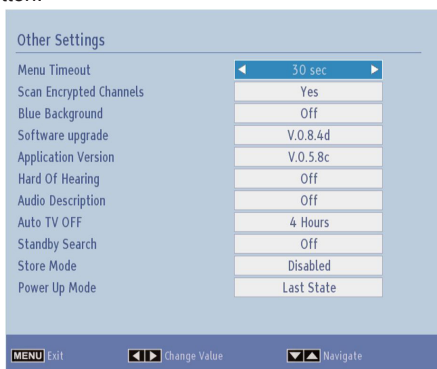 Other Settings
Menu Timeout 30 sec
Scan Encrypted Channels Yes
Blue Background Off
Software upgrade V.0.8.4d
Application Version V.0.5.8c
Hard Of Hearing Off
Audio Description Off
Auto TV OFF 4 Hours
Standby Search Off
Store Mode Disabled
Power Up Mode Last State
MENU Exit Change Value Navigate